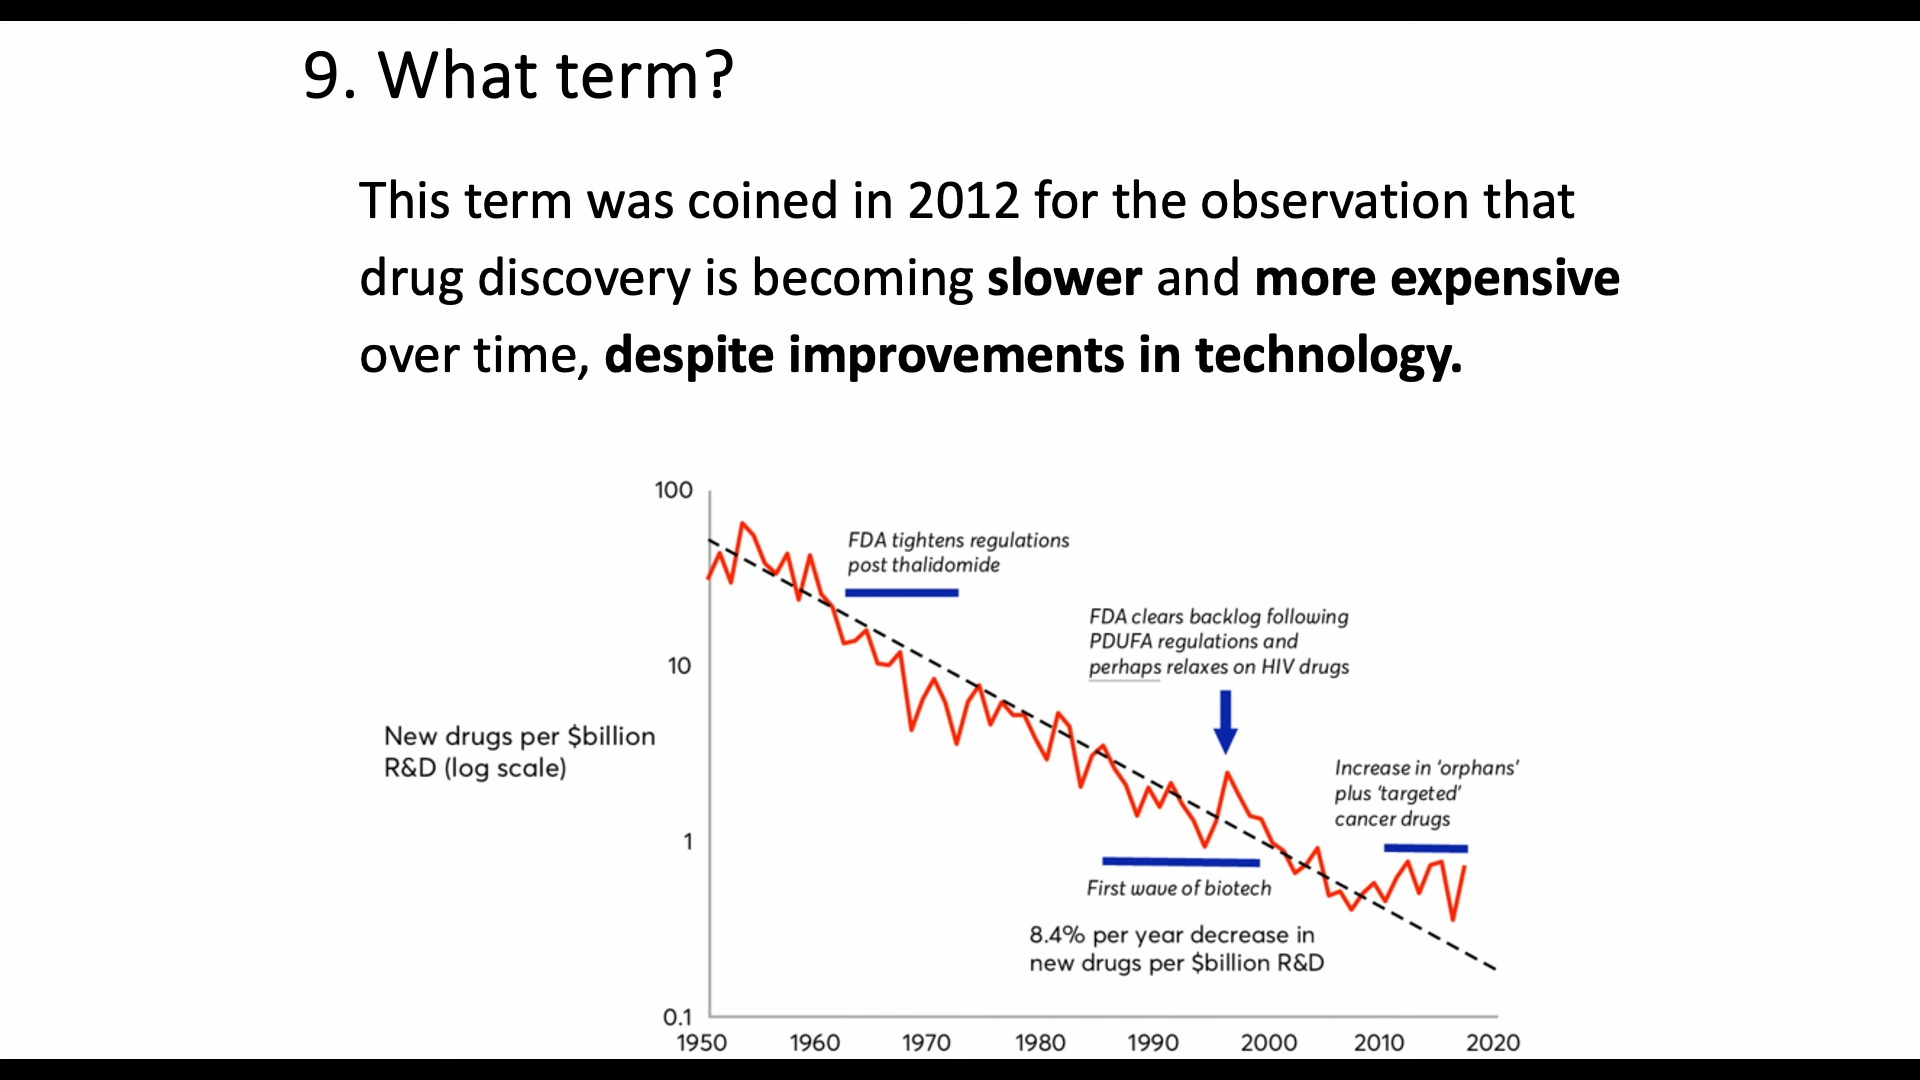 9. What term?
This term was coined in 2012 for the observation that
drug discovery is becoming slower and more expensive
over time, despite improvements in technology.
100
FDA tightens regulations
post thalidomide
FDA clears backlog following
PDUFA regulations and
perhaps relaxes on HIV drugs
10
New drugs per $billion
R&D (log scale)
Increase in ‘orphans’
plus ‘targeted’
cancer drugs
1
First wave of biotech
8.4% per year decrease in
new drugs per $billion R&D
0.1
1950 1960 1970 1980 1990 2000 2010 2020